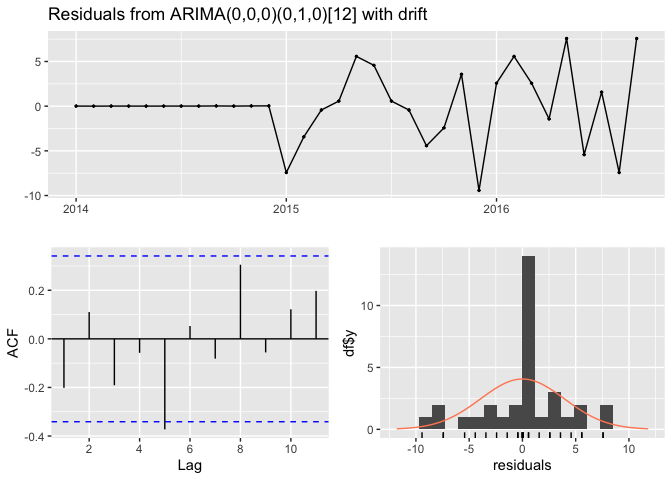 Residuals from ARIMA(0,0,0)(0,1,0)[12] with drift
5
0
-5
-10
2014 2015 2016
ACF
0.2
0.0
-0.2
-0.4
2 4 6 8 10
Lag
df$y
10
5
0
-10 -5 0 5 10
residuals